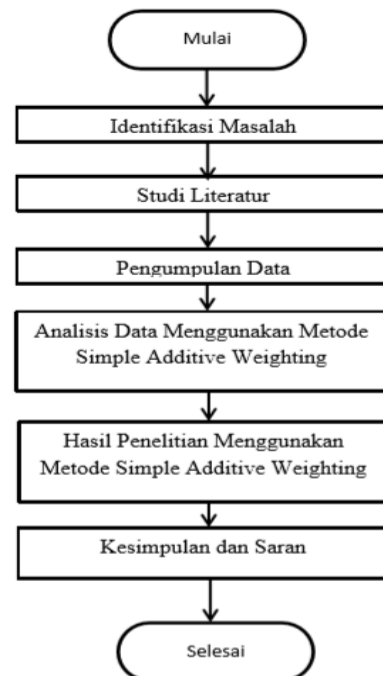 Mulai
Identifikasi Masalah
Studi Literatur
Pengumpulan Data
Analisis Data Menggunakan Metode
Simple Additive Weighting
Hasil Penelitian Menggunakan
Metode Simple Additive Weighting
Kesimpulan dan Saran
Selesai